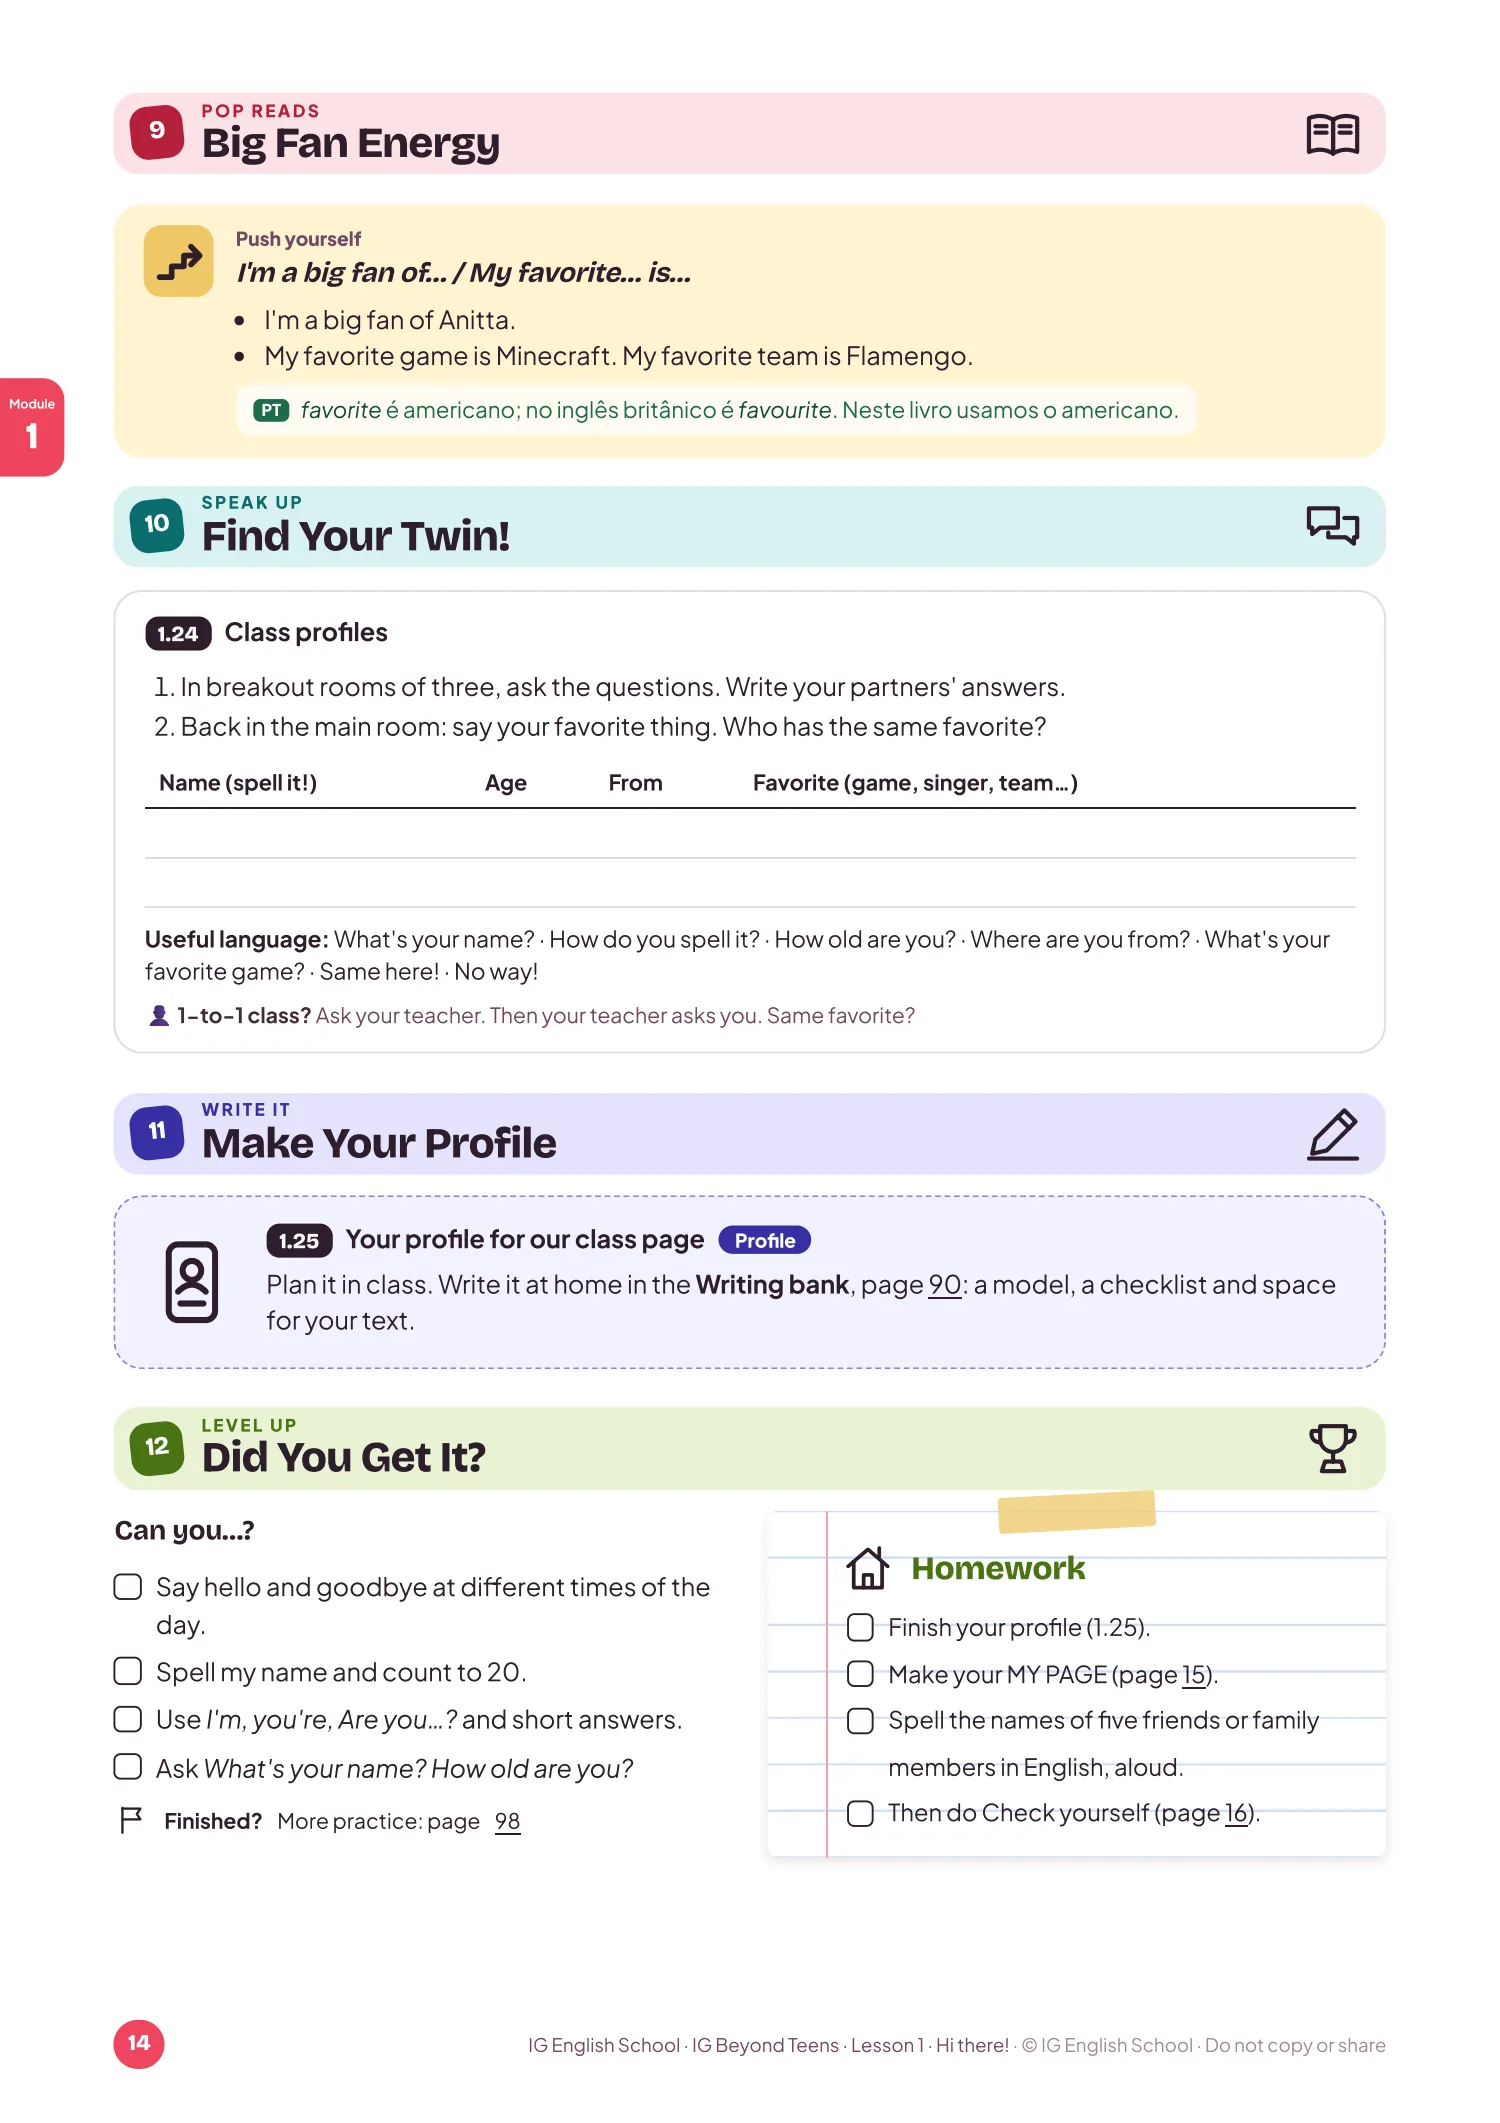 9
POP READS
Big Fan Energy
Push yourself
I'm a big fan of... / My favorite... is...
• I'm a big fan of Anitta.
• My favorite game is Minecraft. My favorite team is Flamengo.
PT favorite é americano; no inglês britânico é favourite. Neste livro usamos o americano.
Module
1
10
SPEAK UP
Find Your Twin!
1.24 Class profiles
1. In breakout rooms of three, ask the questions. Write your partners' answers.
2. Back in the main room: say your favorite thing. Who has the same favorite?
Name (spell it!) Age From Favorite (game, singer, team...)
Useful language: What's your name? · How do you spell it? · How old are you? · Where are you from? · What's your
favorite game? · Same here! · No way!
1-to-1 class? Ask your teacher. Then your teacher asks you. Same favorite?
11
WRITE IT
Make Your Profile
1.25 Your profile for our class page Profile
Plan it in class. Write it at home in the Writing bank, page 90: a model, a checklist and space
for your text.
12
LEVEL UP
Did You Get It?
Can you...?
Say hello and goodbye at different times of the
day.
Spell my name and count to 20.
Use I'm, you're, Are you...? and short answers.
Ask What's your name? How old are you?
Finished? More practice: page 98
Homework
Finish your profile (1.25).
Make your MY PAGE (page 15).
Spell the names of five friends or family
members in English, aloud.
Then do Check yourself (page 16).
14
IG English School · IG Beyond Teens · Lesson 1 · Hi there! · © IG English School · Do not copy or share